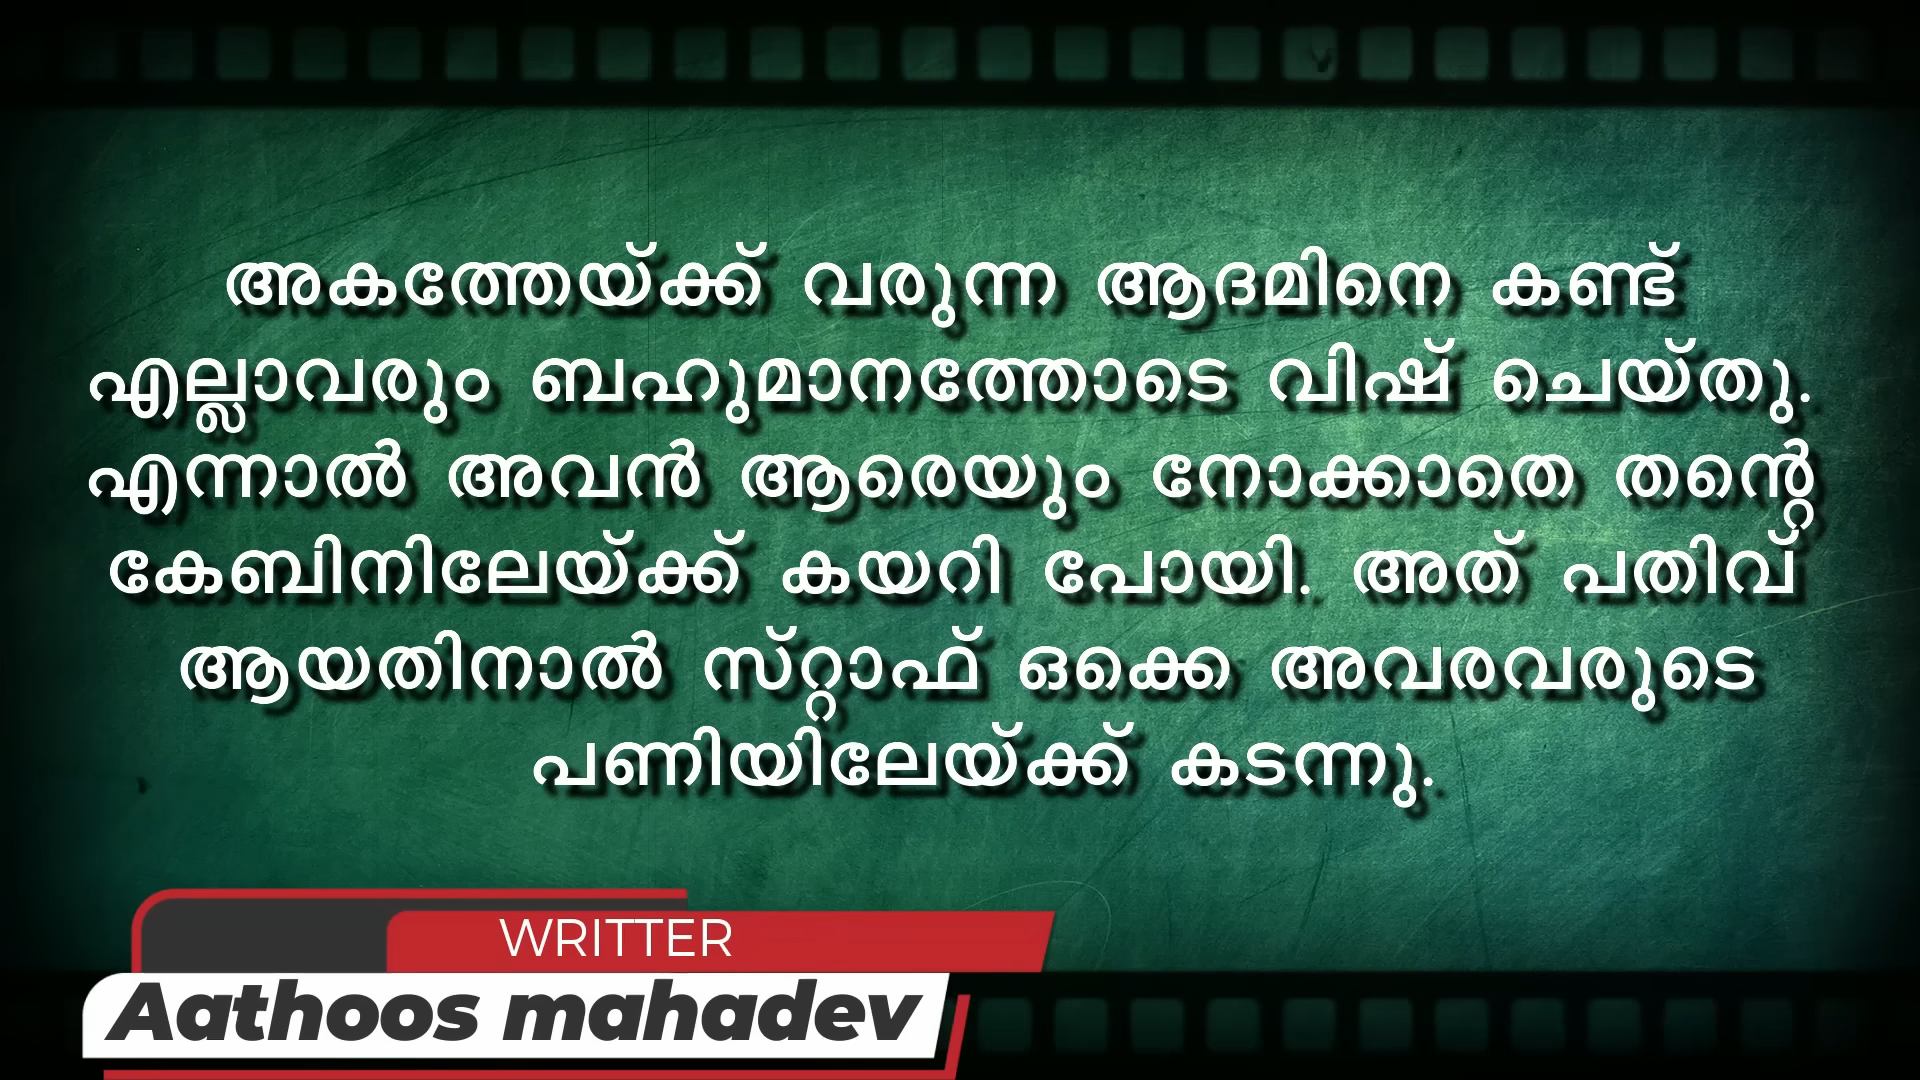 അകത്തേയ്ക്ക് വരുന്ന ആദമിനെ കണ്ട്
എല്ലാവരും ബഹുമാനത്തോടെ വിഷ് ചെയ്തു.
എന്നാൽ അവൻ ആരെയും നോക്കാതെ തന്റെ
കേബിനിലേയ്ക്ക് കയറി പോയി. അത് പതിവ്
ആയതിനാൽ സ്റ്റാഫ് ഒക്കെ അവരവരുടെ
പണിയിലേയ്ക്ക് കടന്നു.
WRITTER
Aathoos mahadev